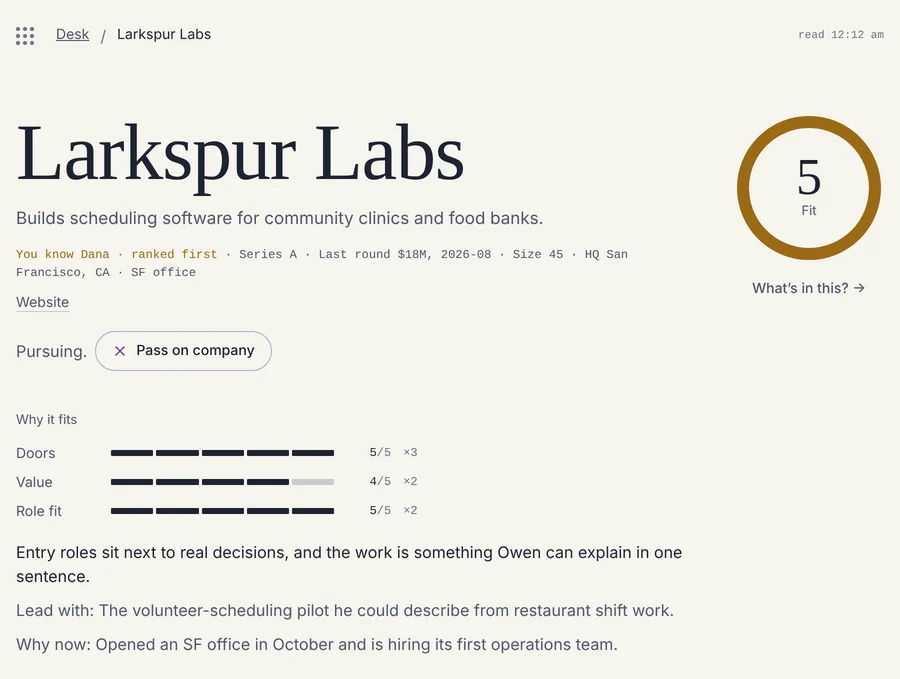 Desk / Larkspur Labs
read 12:12 am
Larkspur Labs
Builds scheduling software for community clinics and food banks.
You know Dana · ranked first · Series A · Last round $18M, 2026-08 · Size 45 · HQ San
Francisco, CA · SF office
Website
5
Fit
What’s in this? →
Pursuing.
Pass on company
Why it fits
Doors 5/5 ×3
Value 4/5 ×2
Role fit 5/5 ×2
Entry roles sit next to real decisions, and the work is something Owen can explain in one
sentence.
Lead with: The volunteer-scheduling pilot he could describe from restaurant shift work.
Why now: Opened an SF office in October and is hiring its first operations team.